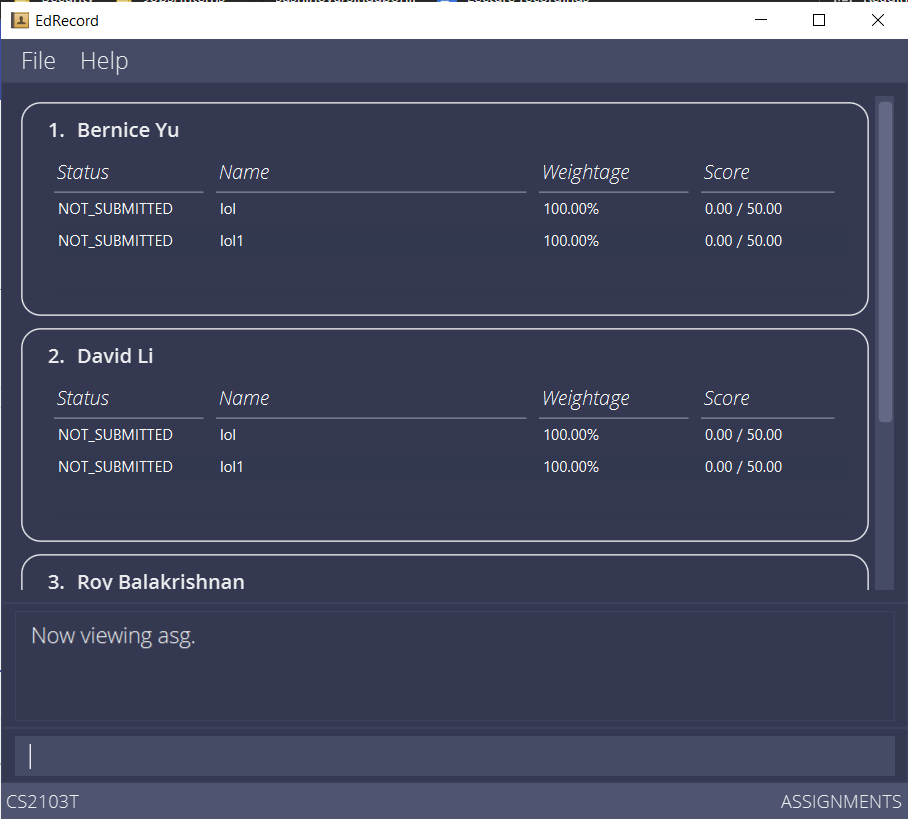 EdRecord
File Help
1. Bernice Yu
Status Name Weightage Score
NOT_SUBMITTED lol 100.00% 0.00 / 50.00
NOT_SUBMITTED lol1 100.00% 0.00 / 50.00
2. David Li
Status Name Weightage Score
NOT_SUBMITTED lol 100.00% 0.00 / 50.00
NOT_SUBMITTED lol1 100.00% 0.00 / 50.00
3. Roy Balakrishnan
Now viewing asg.
CS2103T ASSIGNMENTS